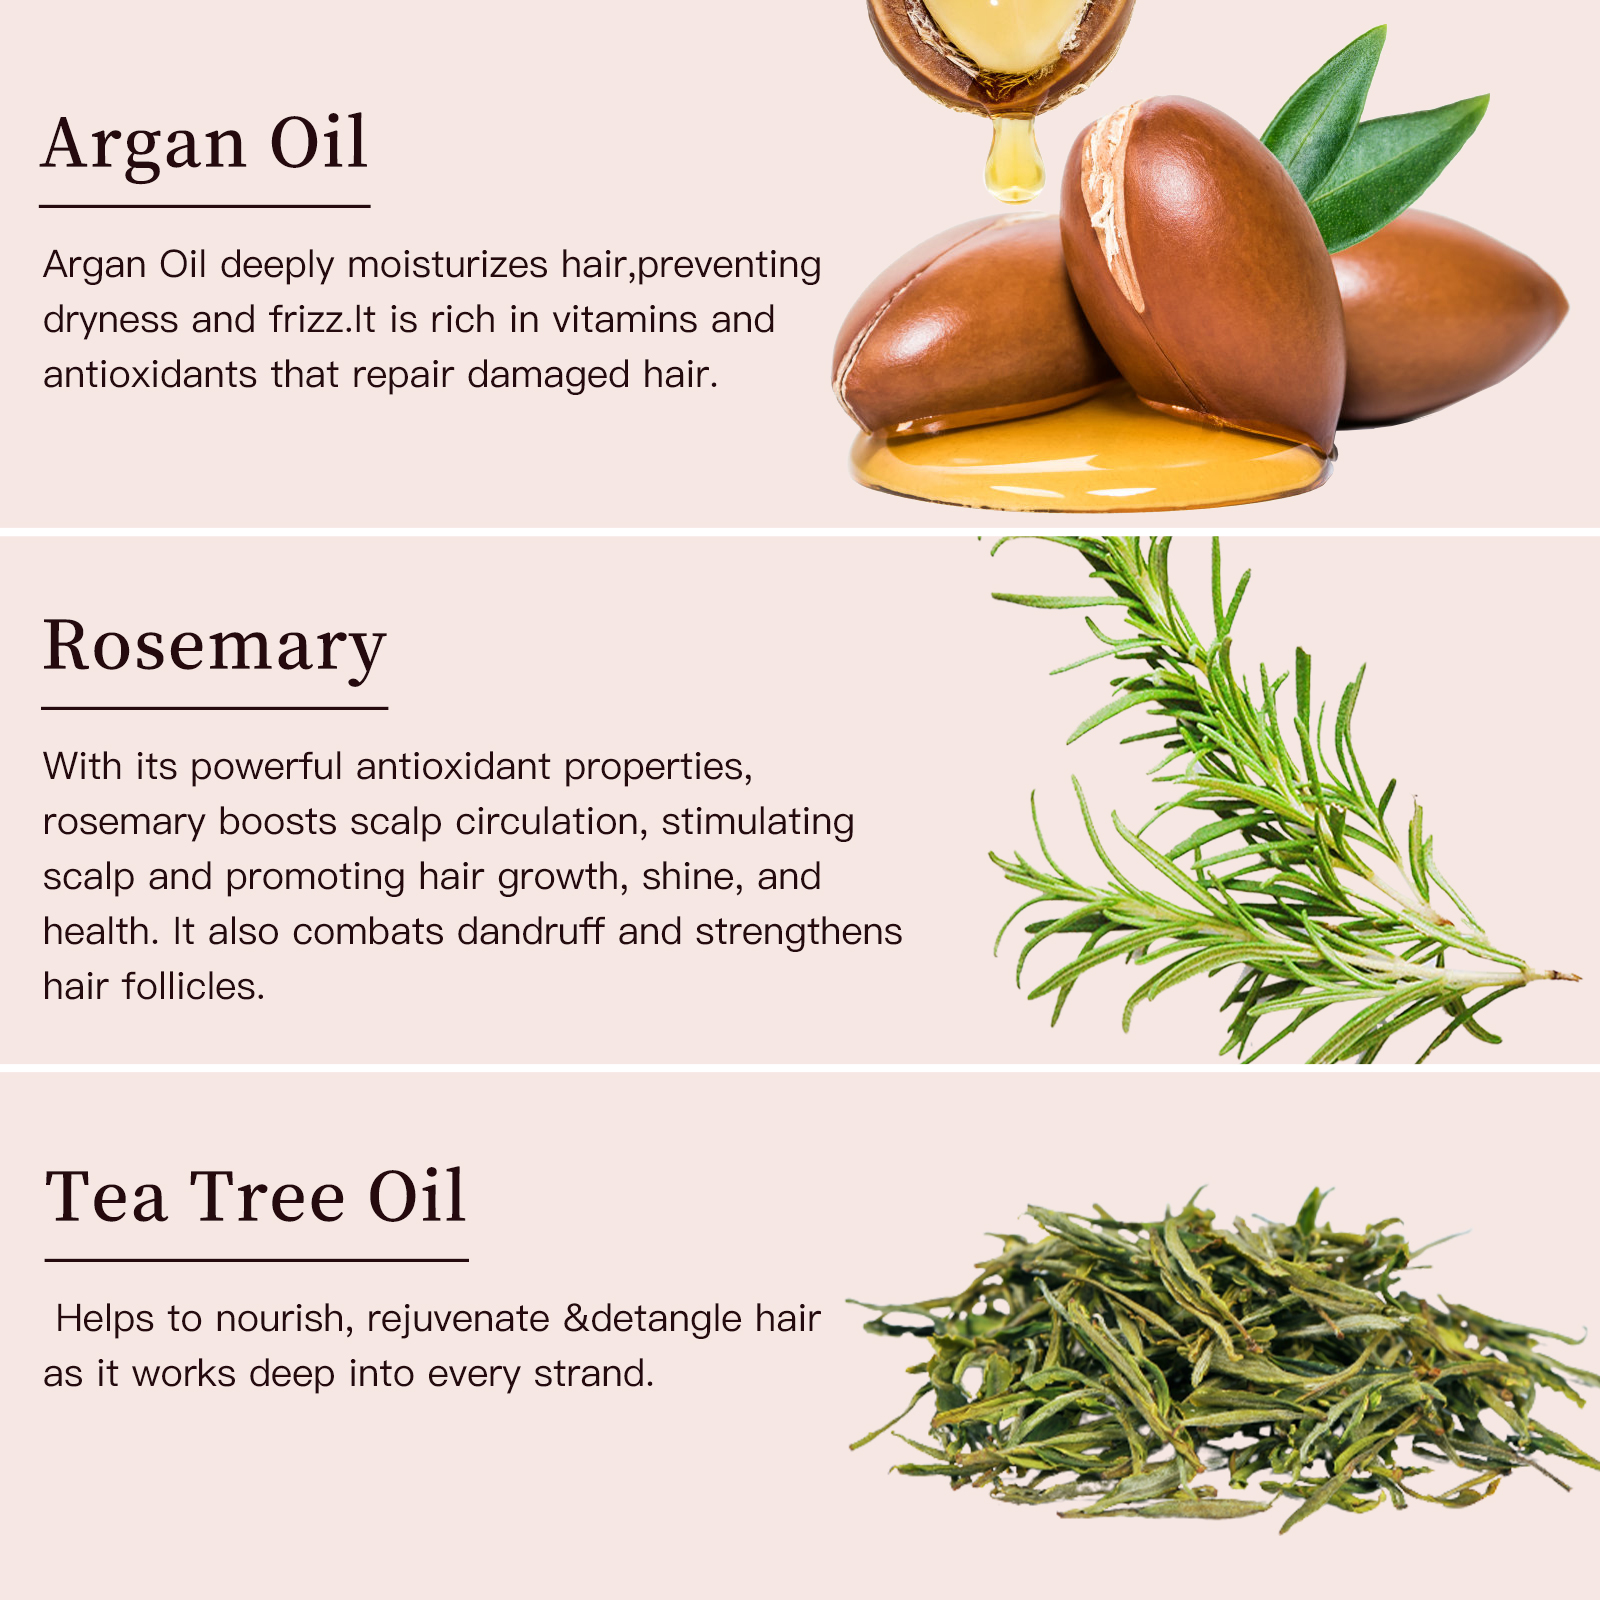 Argan Oil
Argan Oil deeply moisturizes hair,preventing
dryness and frizz.It is rich in vitamins and
antioxidants that repair damaged hair.
Rosemary
With its powerful antioxidant properties,
rosemary boosts scalp circulation, stimulating
scalp and promoting hair growth, shine, and
health. It also combats dandruff and strengthens
hair follicles.
Tea Tree Oil
Helps to nourish, rejuvenate &detangle hair
as it works deep into every strand.